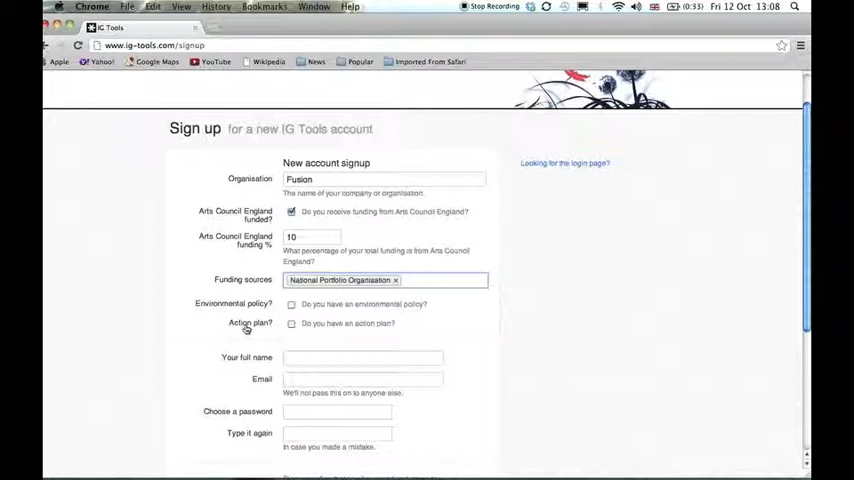 Chrome File Edit View History Bookmarks Window Help
Stop Recording (0:33) Fri 12 Oct 13:08
IG Tools
www.ig-tools.com/signup
Apple Yahoo! Google Maps YouTube Wikipedia News Popular Imported From Safari
Sign up for a new IG Tools account
New account signup
Looking for the login page?
Organisation Fusion
The name of your company or organisation.
Arts Council England funded? Do you receive funding from Arts Council England?
Arts Council England funding % 10
What percentage of your total funding is from Arts Council
England?
Funding sources National Portfolio Organisation ×
Environmental policy? Do you have an environmental policy?
Action plan? Do you have an action plan?
Your full name
Email
We'll not pass this on to anyone else.
Choose a password
Type it again
In case you made a mistake.